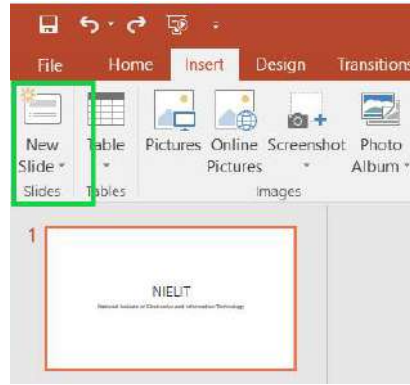 File Home Insert Design Transitions
New Slide
Table
Pictures
Online Pictures
Screenshot
Photo Album
Slides Tables Images
1
NIELIT
National Institute of Electronics and Information Technology